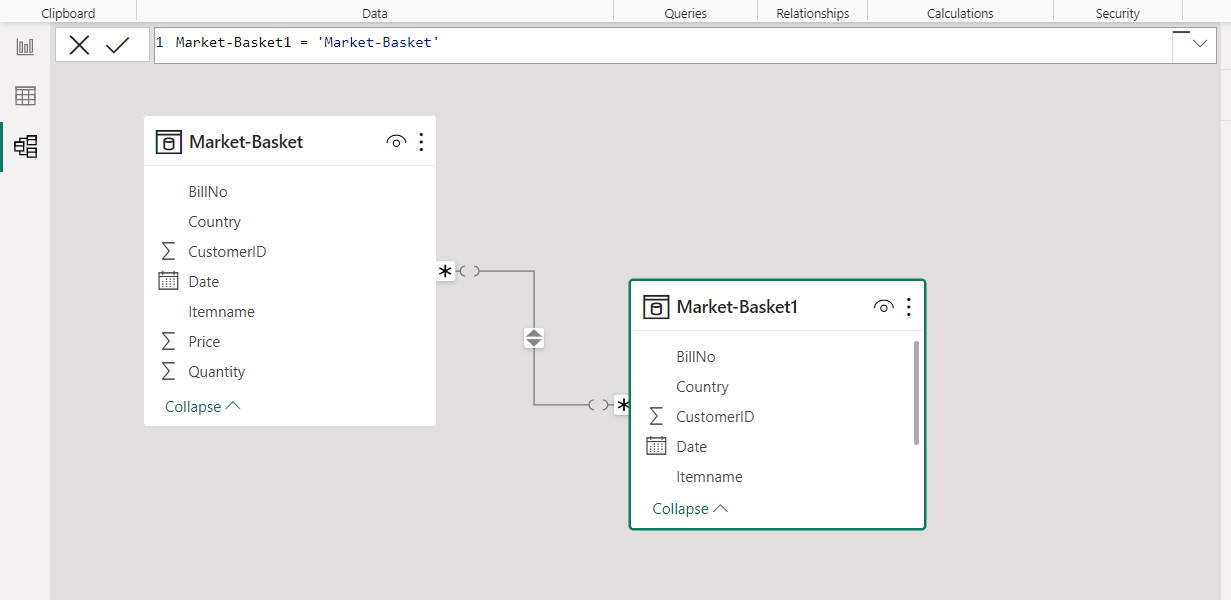 Clipboard Data Queries Relationships Calculations Security
1 Market-Basket1 = 'Market-Basket'
Market-Basket
BillNo
Country
CustomerID
Date
Itemname
Price
Quantity
Collapse
Market-Basket1
BillNo
Country
CustomerID
Date
Itemname
Collapse